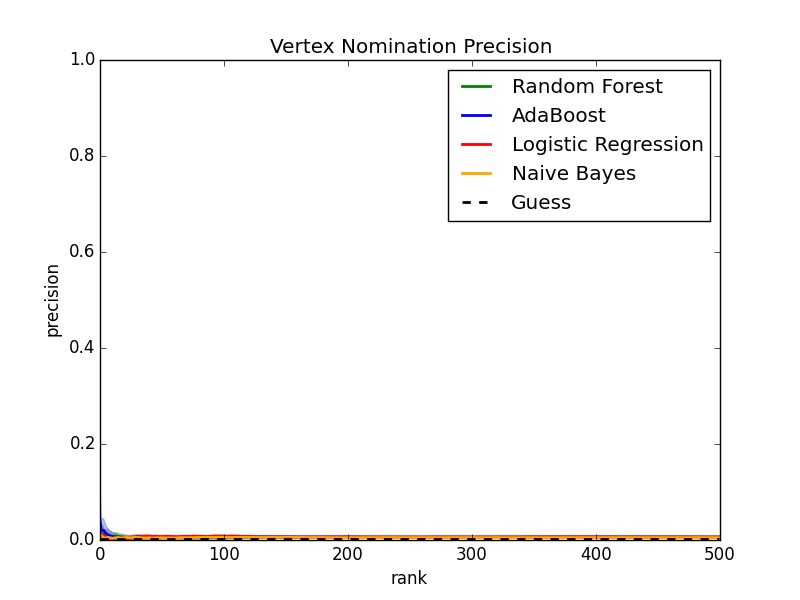 Vertex Nomination Precision
1.0
0.8
0.6
0.4
0.2
0.0
precision
Random Forest
AdaBoost
Logistic Regression
Naive Bayes
Guess
0 100 200 300 400 500
rank